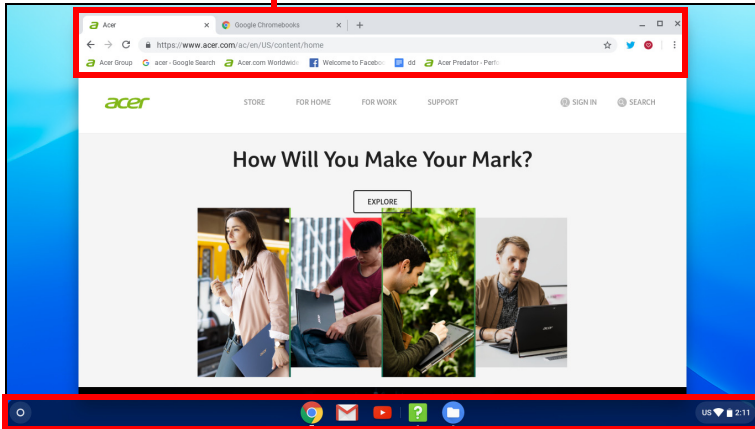 Acer
Google Chromebooks
https://www.acer.com/ac/en/US/content/home
Acer Group
acer - Google Search
Acer.com Worldwide
Welcome to Faceboo
dd
Acer Predator - Perfo
acer
STORE FOR HOME FOR WORK SUPPORT SIGN IN SEARCH
How Will You Make Your Mark?
EXPLORE
US 2:11